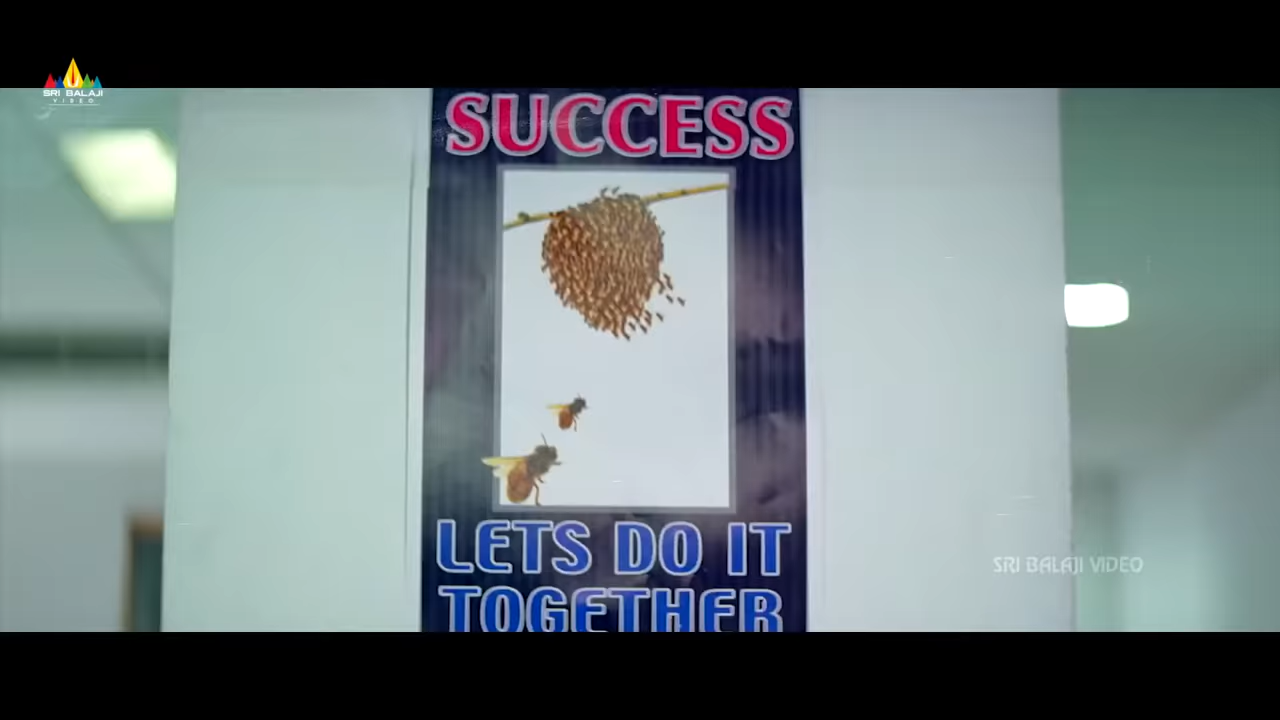 SRI BALAJI
VIDEO
SUCCESS
LETS DO IT
TOGETHER
SRI BALAJI VIDEO